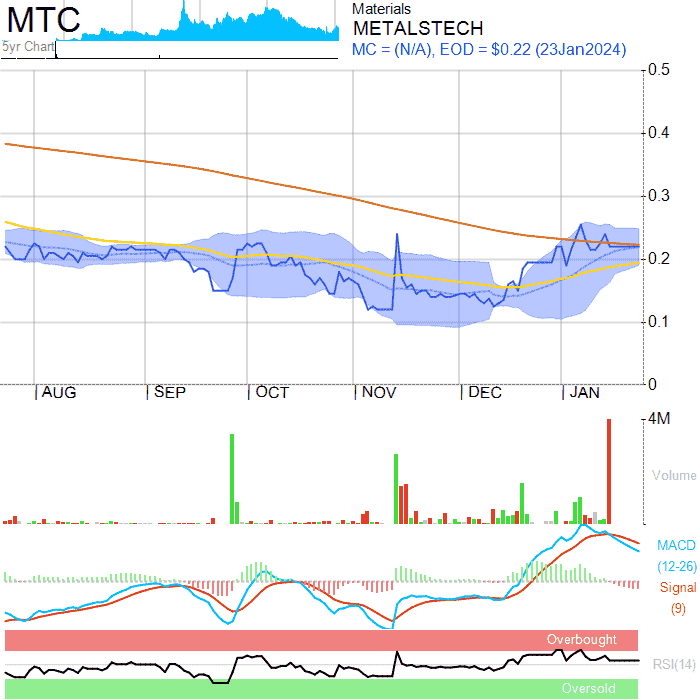 MTC
5yr Chart
Materials
METALSTECH
MC = (N/A), EOD = $0.22 (23Jan2024)
0.5
0.4
0.3
0.2
0.1
0
AUG SEP OCT NOV DEC JAN
4M
Volume
MACD
(12-26)
Signal
(9)
Overbought
RSI(14)
Oversold